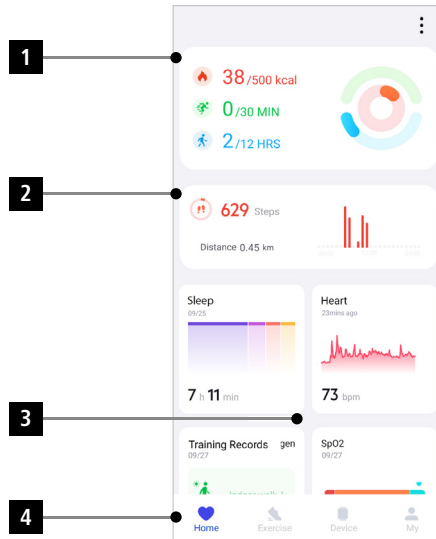 1
38/500 kcal
0/30 MIN
2/12 HRS
2
629 Steps
Distance 0.45 km
Sleep
09/25
7 h 11 min
Heart
23mins ago
73 bpm
3
Training Records gen
09/27
SpO2
09/27
4
Home
Exercise
Device
My